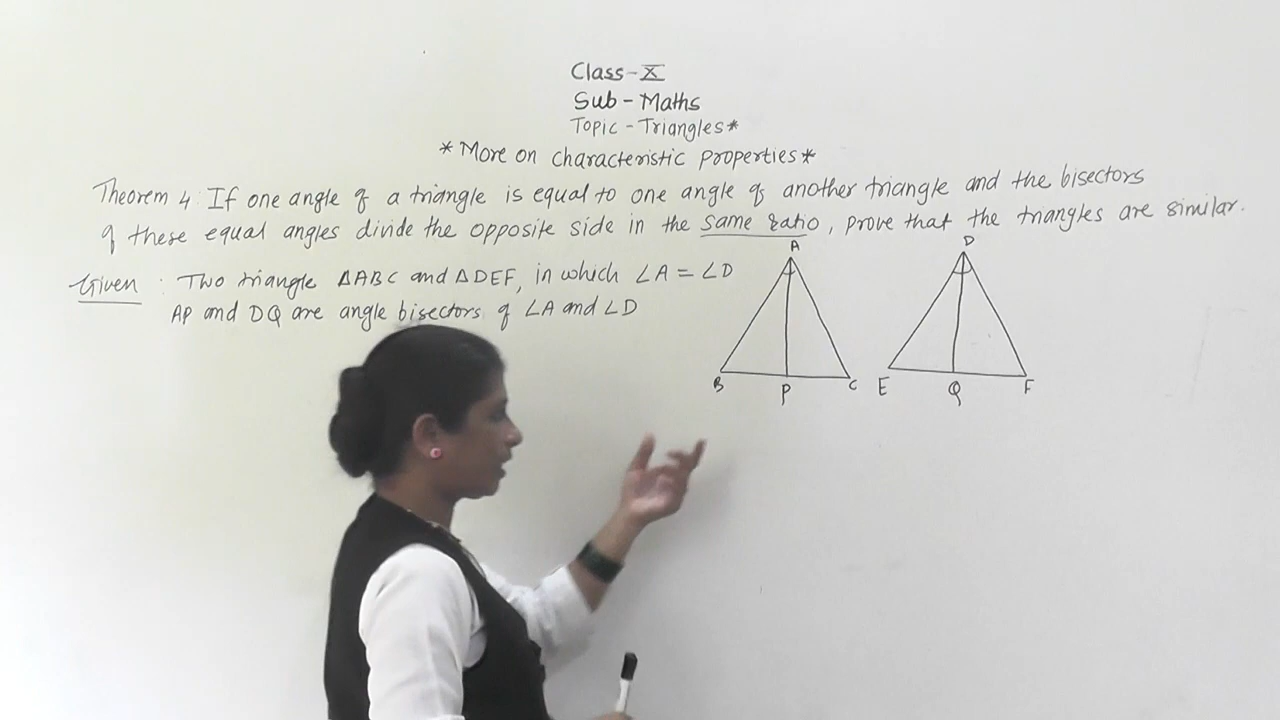 Class-X
Sub-Maths
Topic-Triangles*
*More on characteristic properties*
Theorem 4: If one angle of a triangle is equal to one angle of another triangle and the bisectors
of these equal angles divide the opposite side in the same ratio, prove that the triangles are similar.
Given: Two triangle ΔABC and ΔDEF, in which ∠A = ∠D
AP and DQ are angle bisectors of ∠A and ∠D
A D
B P C E Q F